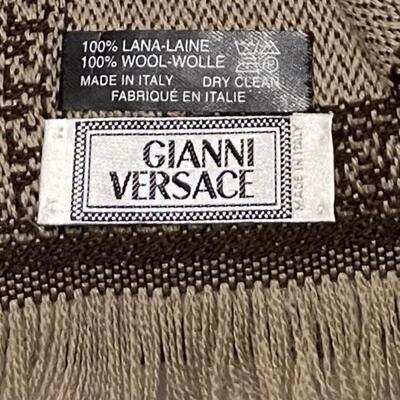 100% LANA-LAINE
100% WOOL-WOLLE
MADE IN ITALY DRY CLEAN
FABRIQUÉ EN ITALIE
GIANNI
VERSACE
MADE IN ITALY